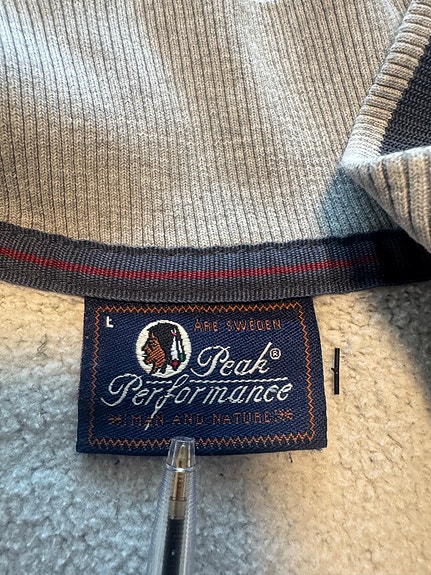 L
ÅRE SWEDEN
Peak®
Performance
MAN AND NATURE